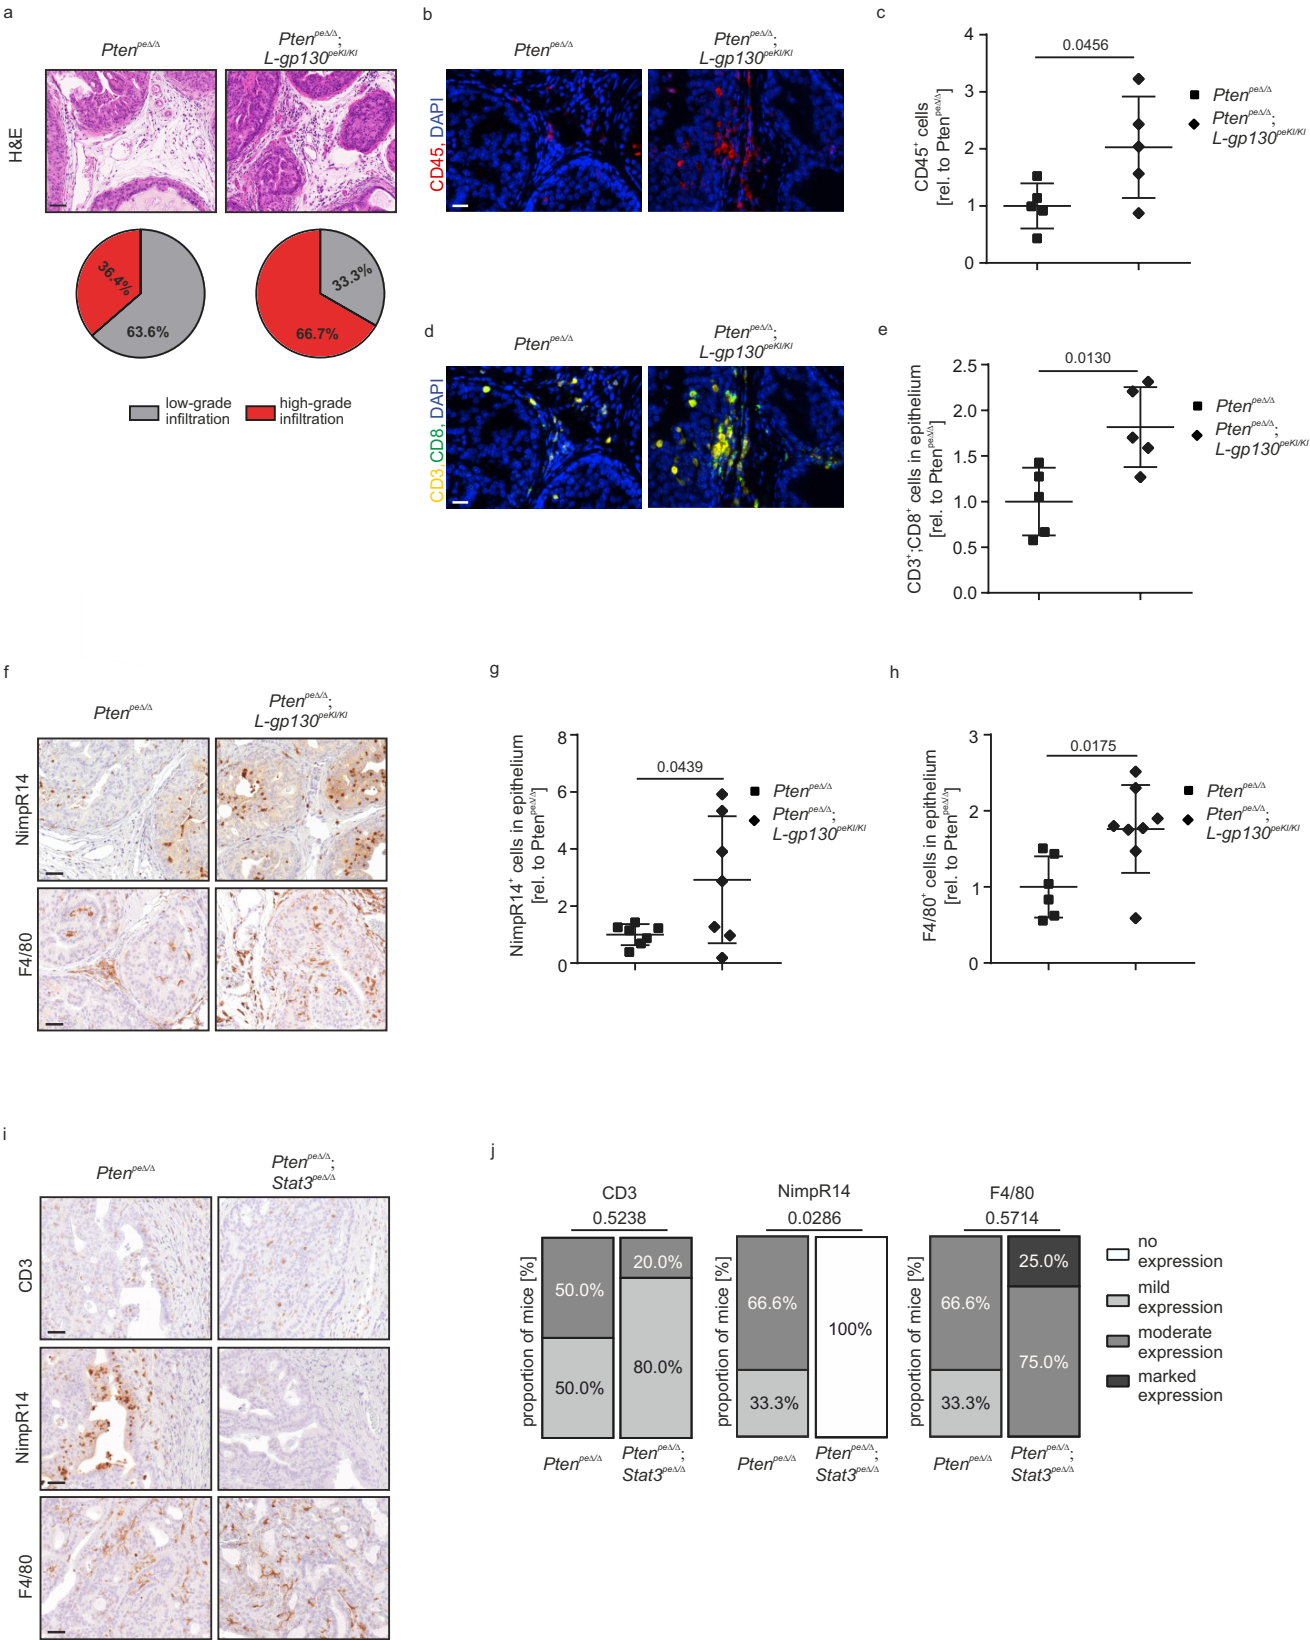 a
Pten^peΔ/Δ
Pten^peΔ/Δ;
L-gp130^peKI/KI
H&E
36.4%
63.6%
33.3%
66.7%
low-grade
infiltration
high-grade
infiltration
b
Pten^peΔ/Δ
Pten^peΔ/Δ;
L-gp130^peKI/KI
CD45, DAPI
c
CD45⁺ cells
[rel. to Pten^peΔ/Δ]
4
3
2
1
0
0.0456
Pten^peΔ/Δ
Pten^peΔ/Δ;
L-gp130^peKI/KI
d
Pten^peΔ/Δ
Pten^peΔ/Δ;
L-gp130^peKI/KI
CD3, CD8, DAPI
e
CD3⁺;CD8⁺ cells in epithelium
[rel. to Pten^peΔ/Δ]
2.5
2.0
1.5
1.0
0.5
0.0
0.0130
Pten^peΔ/Δ
Pten^peΔ/Δ;
L-gp130^peKI/KI
f
Pten^peΔ/Δ
Pten^peΔ/Δ;
L-gp130^peKI/KI
NimpR14
F4/80
g
NimpR14⁺ cells in epithelium
[rel. to Pten^peΔ/Δ]
8
6
4
2
0
0.0439
Pten^peΔ/Δ
Pten^peΔ/Δ;
L-gp130^peKI/KI
h
F4/80⁺ cells in epithelium
[rel. to Pten^peΔ/Δ]
3
2
1
0
0.0175
Pten^peΔ/Δ
Pten^peΔ/Δ;
L-gp130^peKI/KI
i
Pten^peΔ/Δ
Pten^peΔ/Δ;
Stat3^peΔ/Δ
CD3
NimpR14
F4/80
j
CD3
0.5238
proportion of mice [%]
50.0%
50.0%
20.0%
80.0%
Pten^peΔ/Δ
Pten^peΔ/Δ;
Stat3^peΔ/Δ
NimpR14
0.0286
proportion of mice [%]
66.6%
33.3%
100%
Pten^peΔ/Δ
Pten^peΔ/Δ;
Stat3^peΔ/Δ
F4/80
0.5714
proportion of mice [%]
66.6%
33.3%
25.0%
75.0%
Pten^peΔ/Δ
Pten^peΔ/Δ;
Stat3^peΔ/Δ
no
expression
mild
expression
moderate
expression
marked
expression